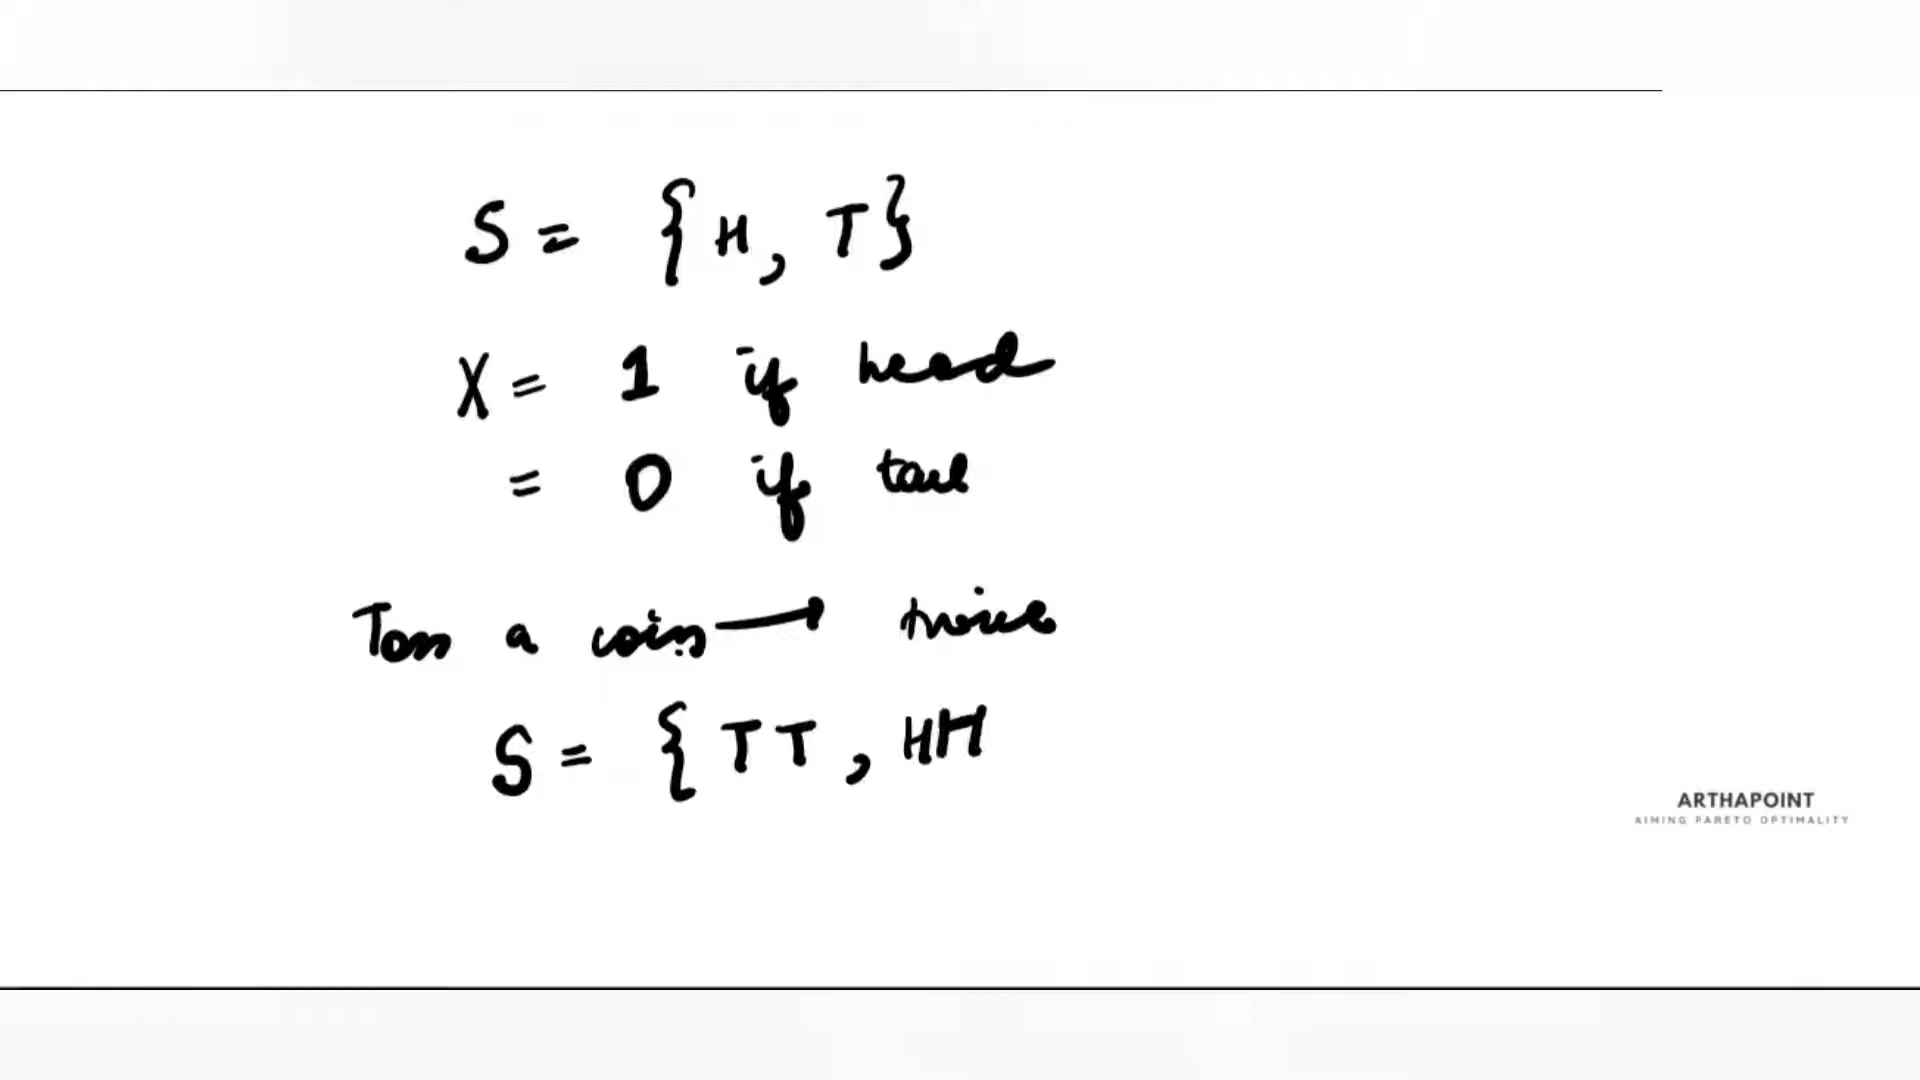 S = {H, T}
X = 1 if head
= 0 if tail
Toss a coin → twice
S = {TT, HH
ARTHAPOINT
AIMING PARETO OPTIMALITY